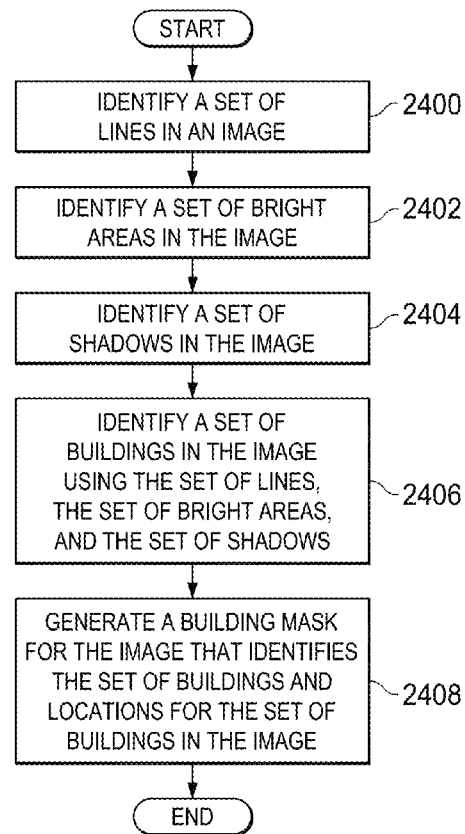 START
IDENTIFY A SET OF
LINES IN AN IMAGE
2400
IDENTIFY A SET OF BRIGHT
AREAS IN THE IMAGE
2402
IDENTIFY A SET OF
SHADOWS IN THE IMAGE
2404
IDENTIFY A SET OF
BUILDINGS IN THE IMAGE
USING THE SET OF LINES,
THE SET OF BRIGHT AREAS,
AND THE SET OF SHADOWS
2406
GENERATE A BUILDING MASK
FOR THE IMAGE THAT IDENTIFIES
THE SET OF BUILDINGS AND
LOCATIONS FOR THE SET OF
BUILDINGS IN THE IMAGE
2408
END